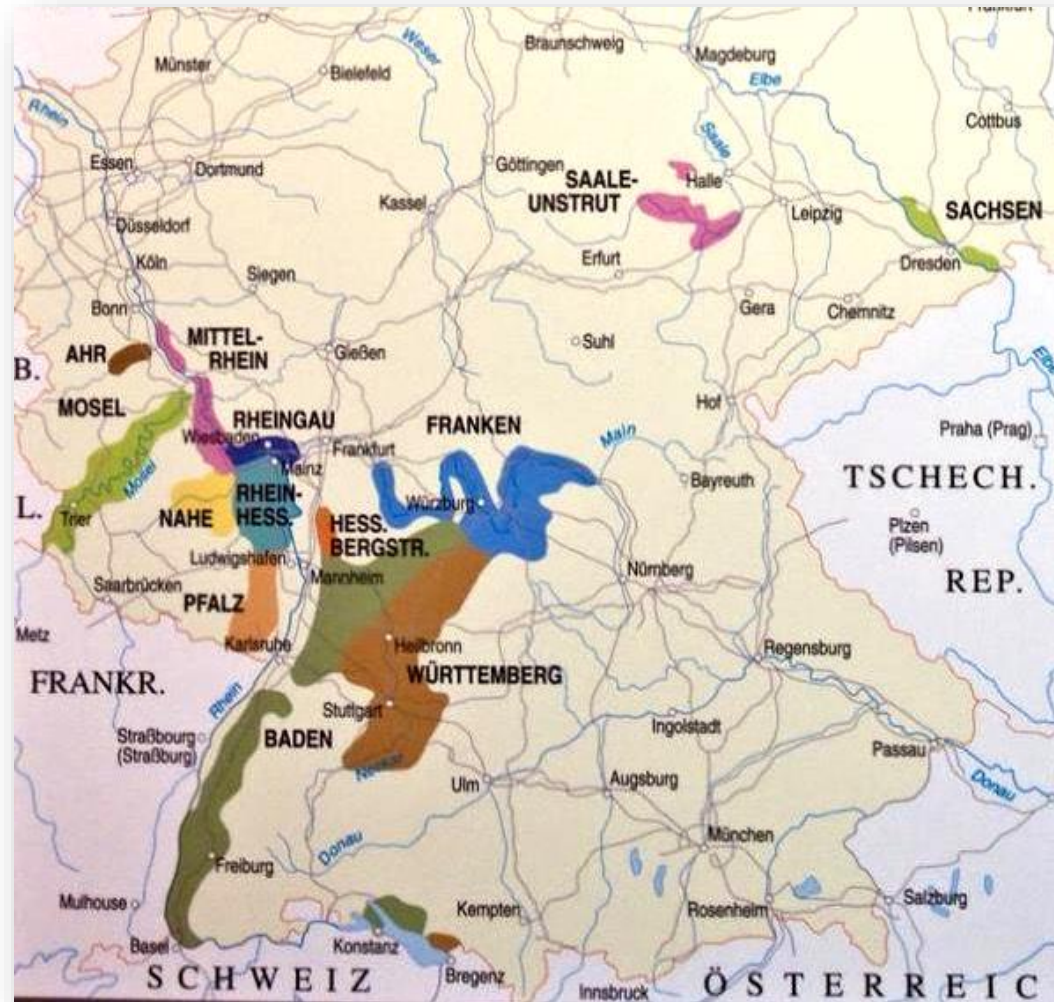 Frankfurt
Braunschweig
Magdeburg
Münster
Bielefeld
Weser
Elbe
Rhein
Cottbus
Saale
Essen
Dortmund
Göttingen
SAALE-
UNSTRUT
Halle
Kassel
Leipzig
SACHSEN
Düsseldorf
Köln
Siegen
Erfurt
Dresden
Bonn
Gera
Chemnitz
MITTEL-
RHEIN
AHR
Gießen
Suhl
Elbe
B.
MOSEL
Hof
RHEINGAU
Wiesbaden
Frankfurt
FRANKEN
Main
Praha (Prag)
Mainz
Bayreuth
TSCHECH.
Mosel
RHEIN-
HESS.
Würzburg
L.
Trier
NAHE
HESS.
BERGSTR.
Plzen
(Pilsen)
Ludwigshafen
Mannheim
Nürnberg
REP.
Saarbrücken
PFALZ
Metz
Karlsruhe
Heilbronn
Regensburg
FRANKR.
WÜRTTEMBERG
Rhein
Stuttgart
Ingolstadt
Straßbourg
(Straßburg)
BADEN
Passau
Neckar
Ulm
Augsburg
Donau
Donau
München
Freiburg
Mulhouse
Kempten
Rosenheim
Salzburg
Basel
Konstanz
SCHWEIZ
Bregenz
Innsbruck
ÖSTERREIC